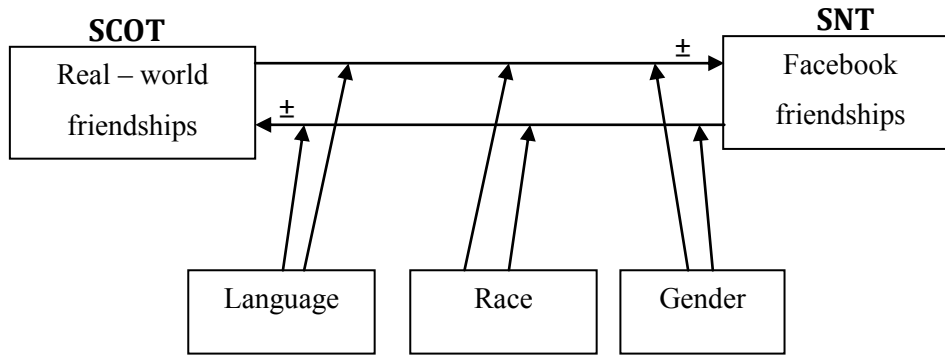 SCOT
SNT
Real – world
friendships
±
±
Facebook
friendships
Language
Race
Gender